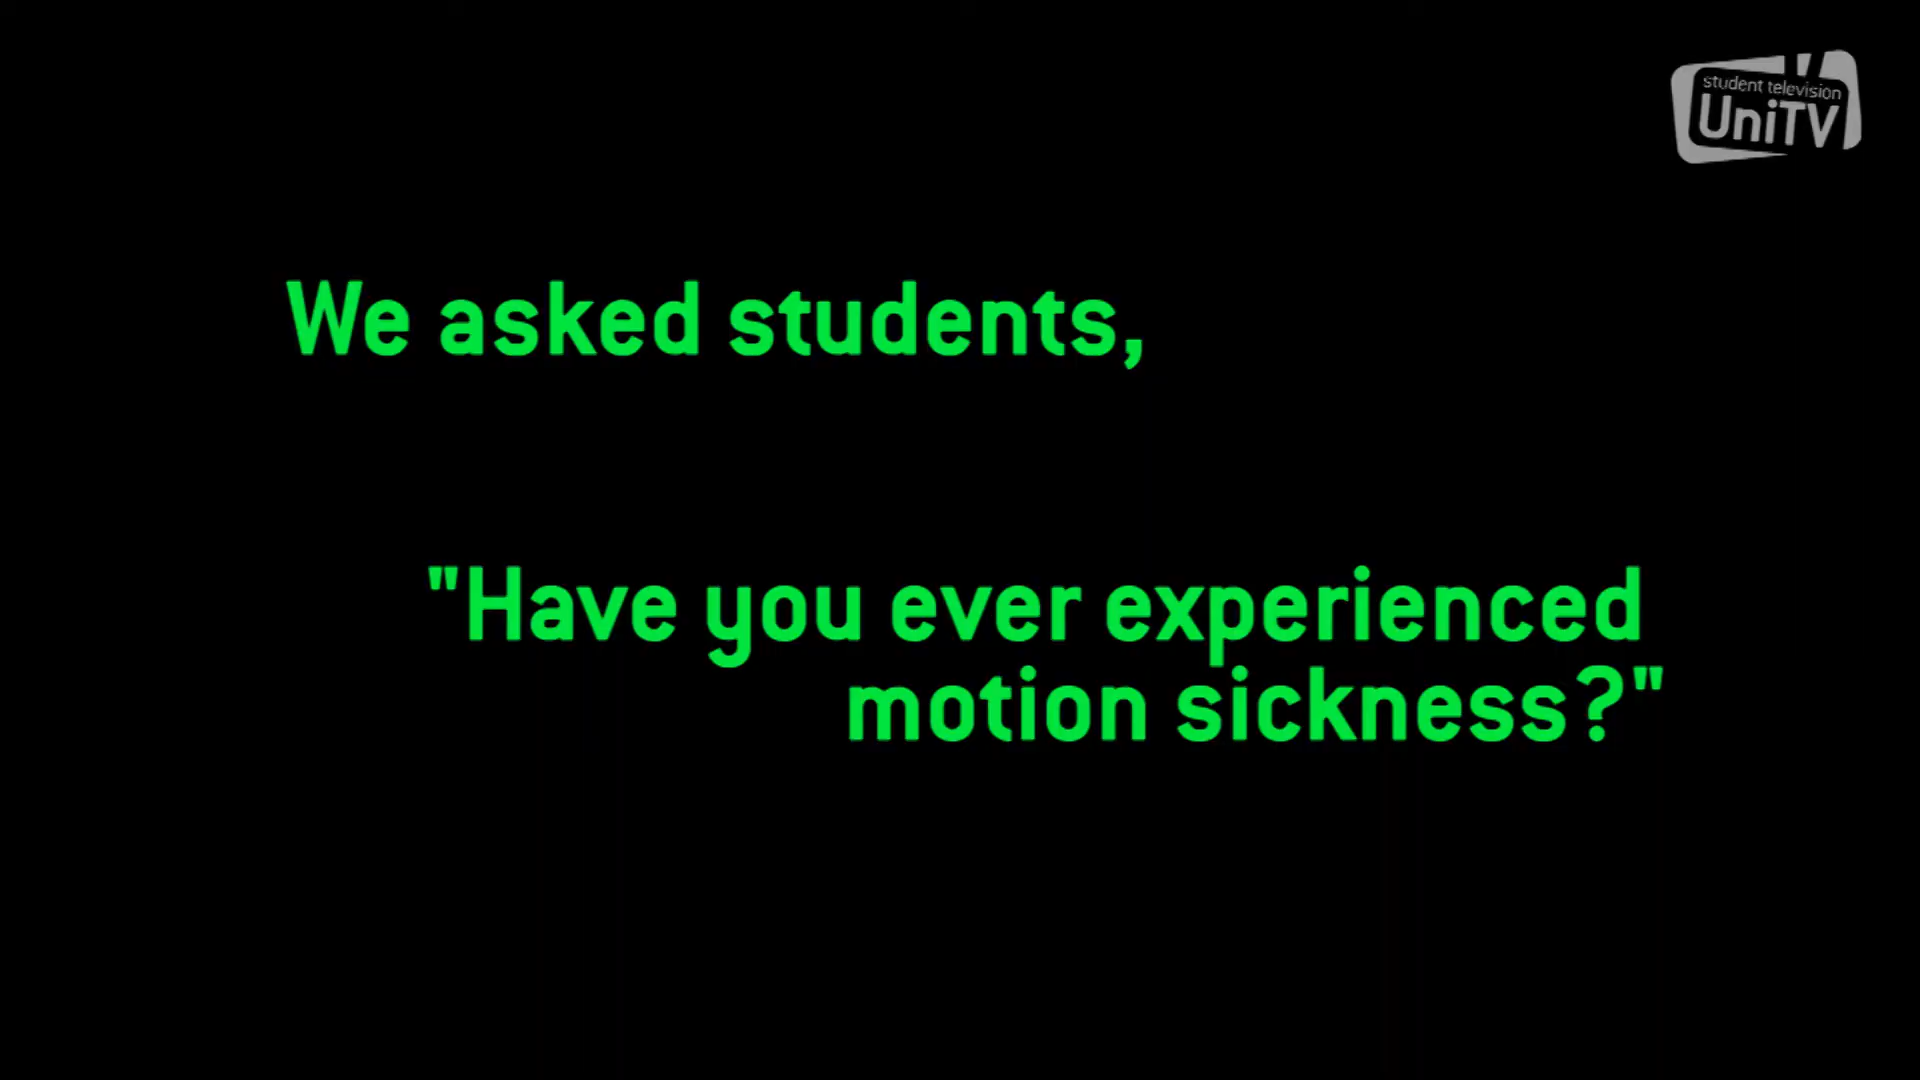 student television
UniTV
We asked students,
"Have you ever experienced
motion sickness?"